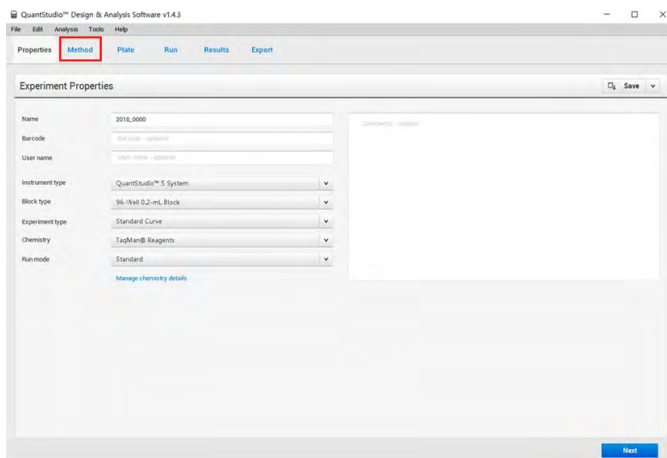 QuantStudio™ Design & Analysis Software v1.4.3
File Edit Analysis Tools Help
Properties Method Plate Run Results Export
Experiment Properties
Save
Name 2018_0000
Barcode Barcode - optional
User name User name - optional
Comments - optional
Instrument type QuantStudio™ 5 System
Block type 96-Well 0.2-mL Block
Experiment type Standard Curve
Chemistry TaqMan® Reagents
Run mode Standard
Manage chemistry details
Next